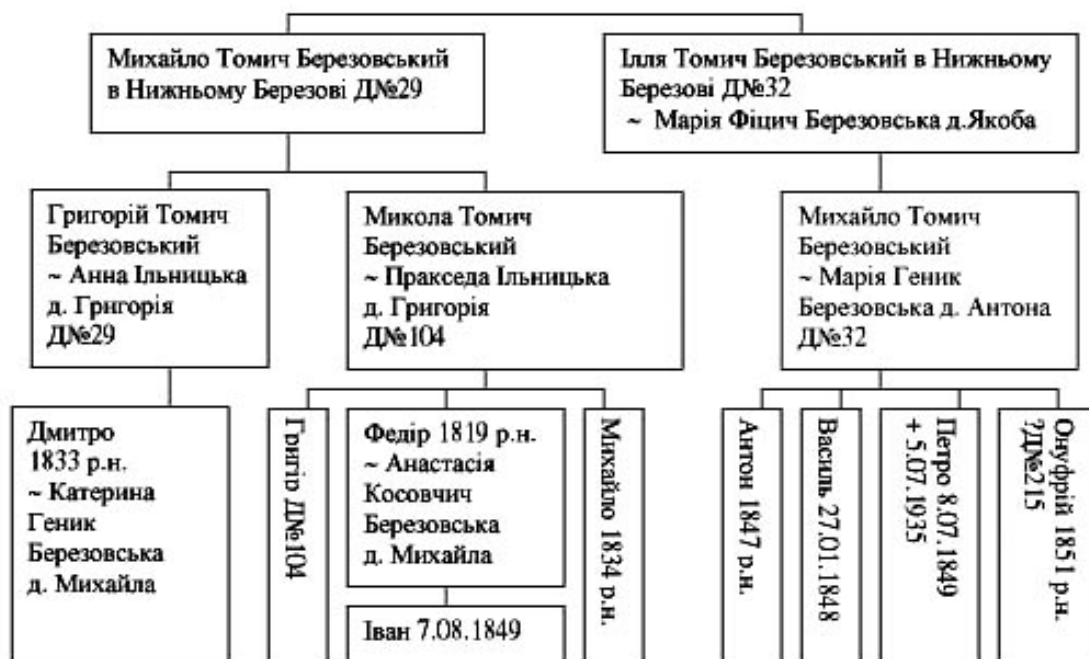 Михайло Томич Березовський
в Нижньому Березові Д№29
Ілля Томич Березовський в Нижньому
Березові Д№32
~ Марія Фіцич Березовська д.Якоба
Григорій Томич
Березовський
~ Анна Ільницька
д. Григорія
Д№29
Микола Томич
Березовський
~ Пракседа Ільницька
д. Григорія
Д№104
Михайло Томич
Березовський
~ Марія Геник
Березовська д. Антона
Д№32
Дмитро
1833 р.н.
~ Катерина
Геник
Березовська
д. Михайла
Григір Д№104
Федір 1819 р.н.
~ Анастасія
Косовчич
Березовська
д. Михайла
Іван 7.08.1849
Михайло 1834 р.н.
Антон 1847 р.н.
Василь 27.01.1848
Петро 8.07.1849
+ 5.07.1935
Онуфрій 1851 р.н.
?Д№215